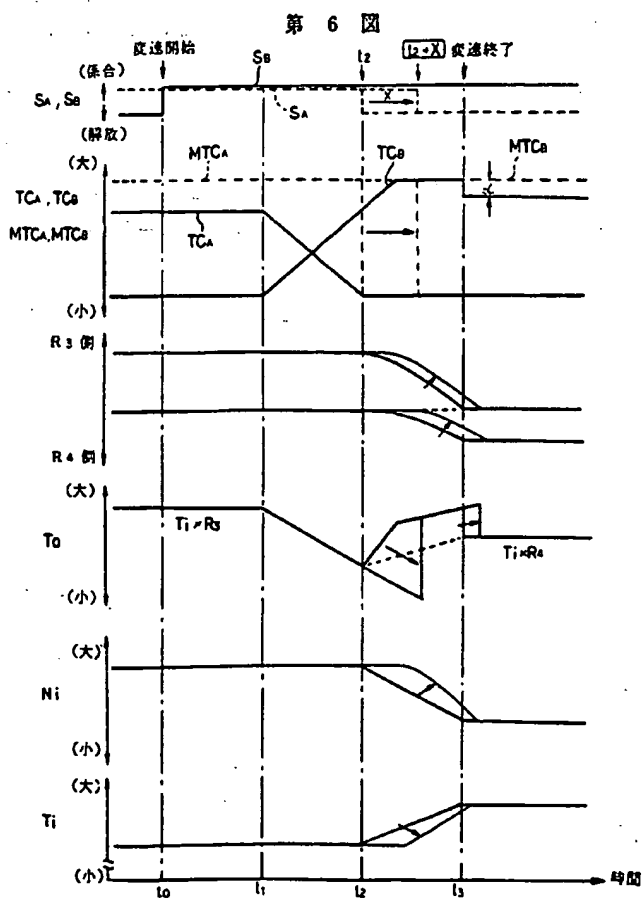 第 6 図
変速開始 SB t2 t2+X 変速終了
(係合)
SA, SB X
SA
(解放)
(大) MTCA TCB MTCB
TCA, TCB
MTCA, MTCB
TCA
(小)
R3 側
R4 側
(大)
Ti×R3
To
Ti×R4
(小)
(大)
Ni
(小)
(大)
Ti
(小)
t0 t1 t2 t3 時間